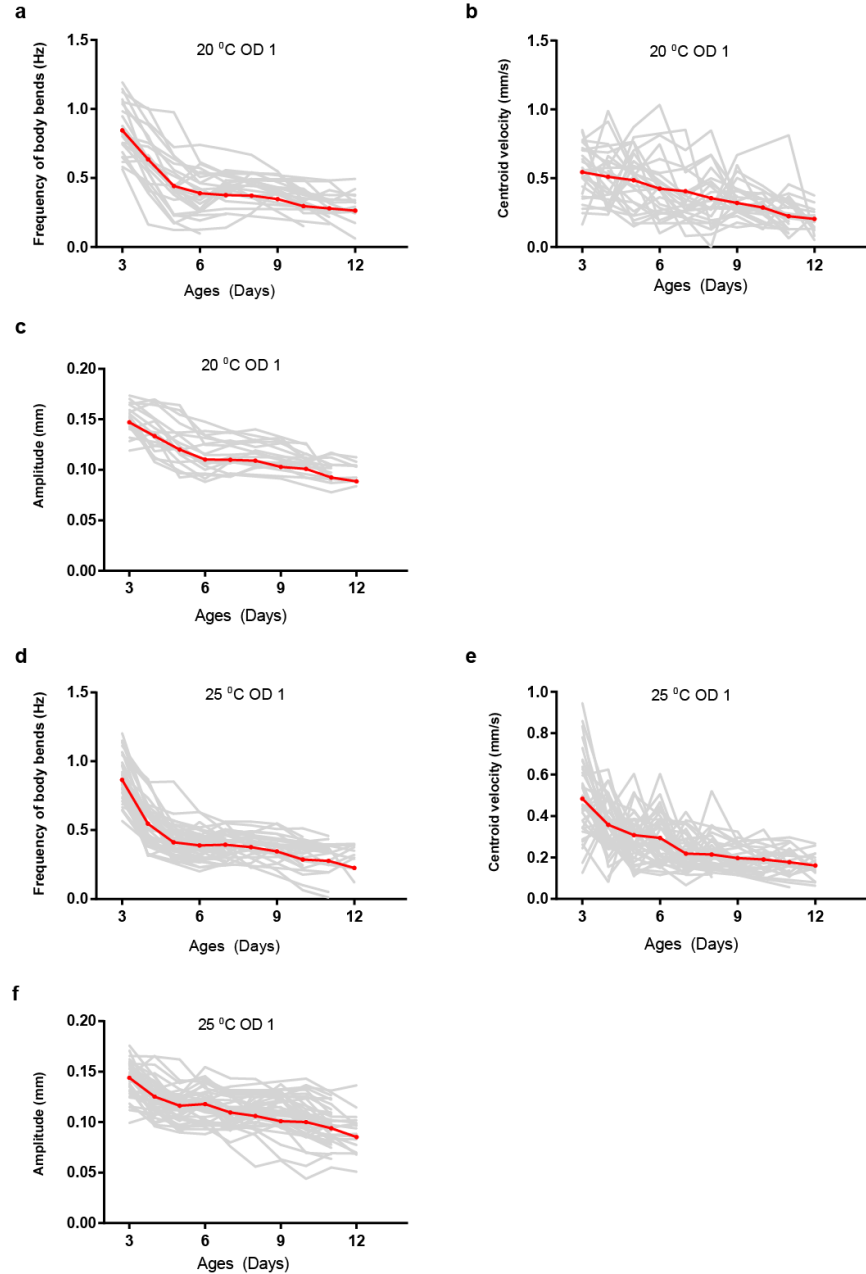 a
20 ⁰C OD 1
Frequency of body bends (Hz)
1.5
1.0
0.5
0.0
3 6 9 12
Ages (Days)
b
20 ⁰C OD 1
Centroid velocity (mm/s)
1.5
1.0
0.5
0.0
3 6 9 12
Ages (Days)
c
20 ⁰C OD 1
Amplitude (mm)
0.20
0.15
0.10
0.05
0.00
3 6 9 12
Ages (Days)
d
25 ⁰C OD 1
Frequency of body bends (Hz)
1.5
1.0
0.5
0.0
3 6 9 12
Ages (Days)
e
25 ⁰C OD 1
Centroid velocity (mm/s)
1.0
0.8
0.6
0.4
0.2
0.0
3 6 9 12
Ages (Days)
f
25 ⁰C OD 1
Amplitude (mm)
0.20
0.15
0.10
0.05
0.00
3 6 9 12
Ages (Days)